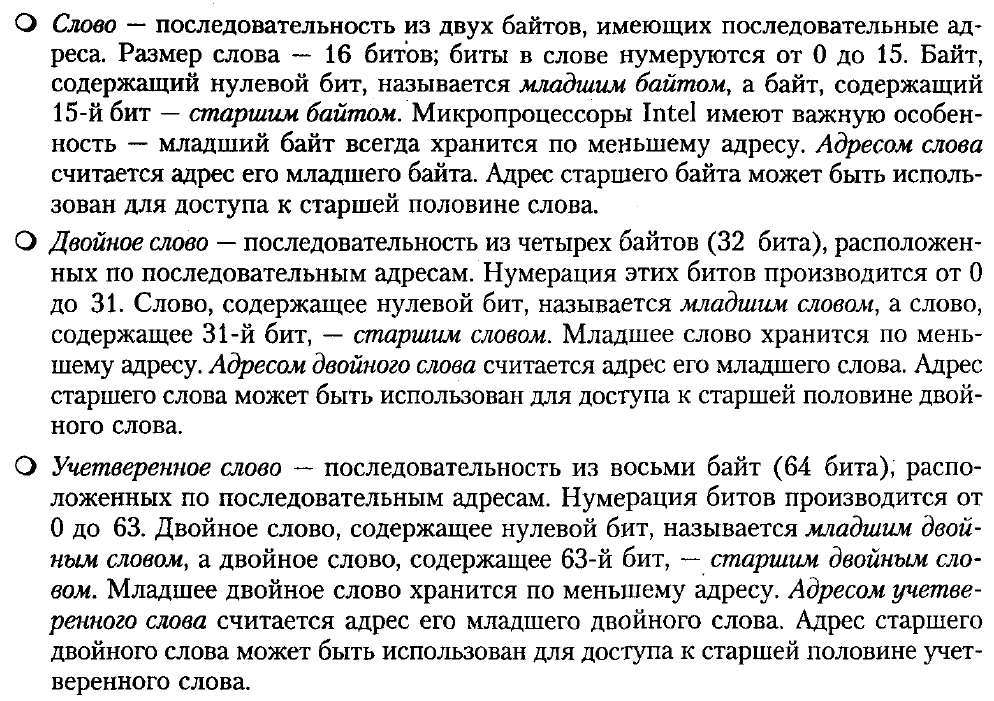 ○ Слово — последовательность из двух байтов, имеющих последовательные ад-
реса. Размер слова — 16 битов; биты в слове нумеруются от 0 до 15. Байт,
содержащий нулевой бит, называется младшим байтом, а байт, содержащий
15-й бит — старшим байтом. Микропроцессоры Intel имеют важную особен-
ность — младший байт всегда хранится по меньшему адресу. Адресом слова
считается адрес его младшего байта. Адрес старшего байта может быть исполь-
зован для доступа к старшей половине слова.
○ Двойное слово — последовательность из четырех байтов (32 бита), расположен-
ных по последовательным адресам. Нумерация этих битов производится от 0
до 31. Слово, содержащее нулевой бит, называется младшим словом, а слово,
содержащее 31-й бит, — старшим словом. Младшее слово хранится по мень-
шему адресу. Адресом двойного слова считается адрес его младшего слова. Адрес
старшего слова может быть использован для доступа к старшей половине двой-
ного слова.
○ Учетверенное слово — последовательность из восьми байт (64 бита), распо-
ложенных по последовательным адресам. Нумерация битов производится от
0 до 63. Двойное слово, содержащее нулевой бит, называется младшим двой-
ным словом, а двойное слово, содержащее 63-й бит, — старшим двойным сло-
вом. Младшее двойное слово хранится по меньшему адресу. Адресом учетве-
ренного слова считается адрес его младшего двойного слова. Адрес старшего
двойного слова может быть использован для доступа к старшей половине учет-
веренного слова.